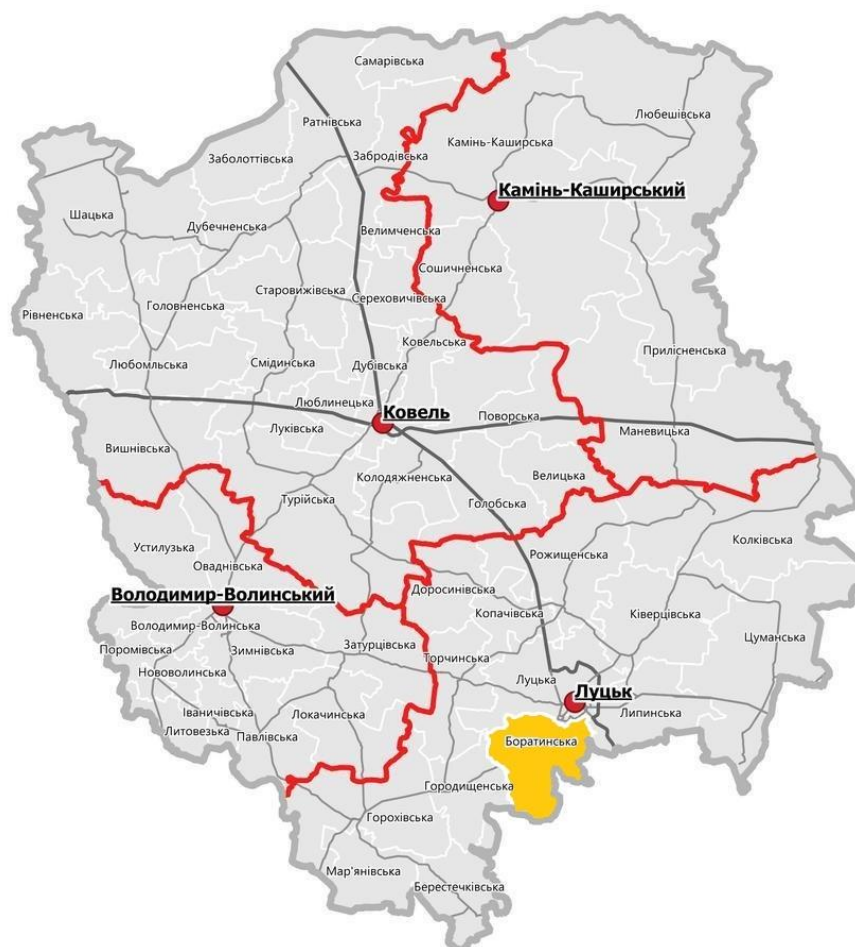 Самарівська
Ратнівська
Любешівська
Камінь-Каширська
Заболоттівська
Забродівська
Камінь-Каширський
Шацька
Дубечненська
Велимченська
Сошичненська
Старовижівська
Сереховичівська
Головненська
Рівненська
Ковельська
Прилісненська
Любомльська
Смідинська
Дубівська
Люблинецька
Ковель
Поворська
Луківська
Маневицька
Вишнівська
Колодяжненська
Велицька
Турійська
Голобська
Устилузька
Колківська
Рожищенська
Оваднівська
Володимир-Волинський
Доросинівська
Копачівська
Ківерцівська
Володимир-Волинська
Цуманська
Поромівська
Зимнівська
Затурцівська
Торчинська
Нововолинська
Луцька
Луцьк
Іваничівська
Локачинська
Липинська
Литовезька
Павлівська
Боратинська
Городищенська
Горохівська
Мар'янівська
Берестечківська